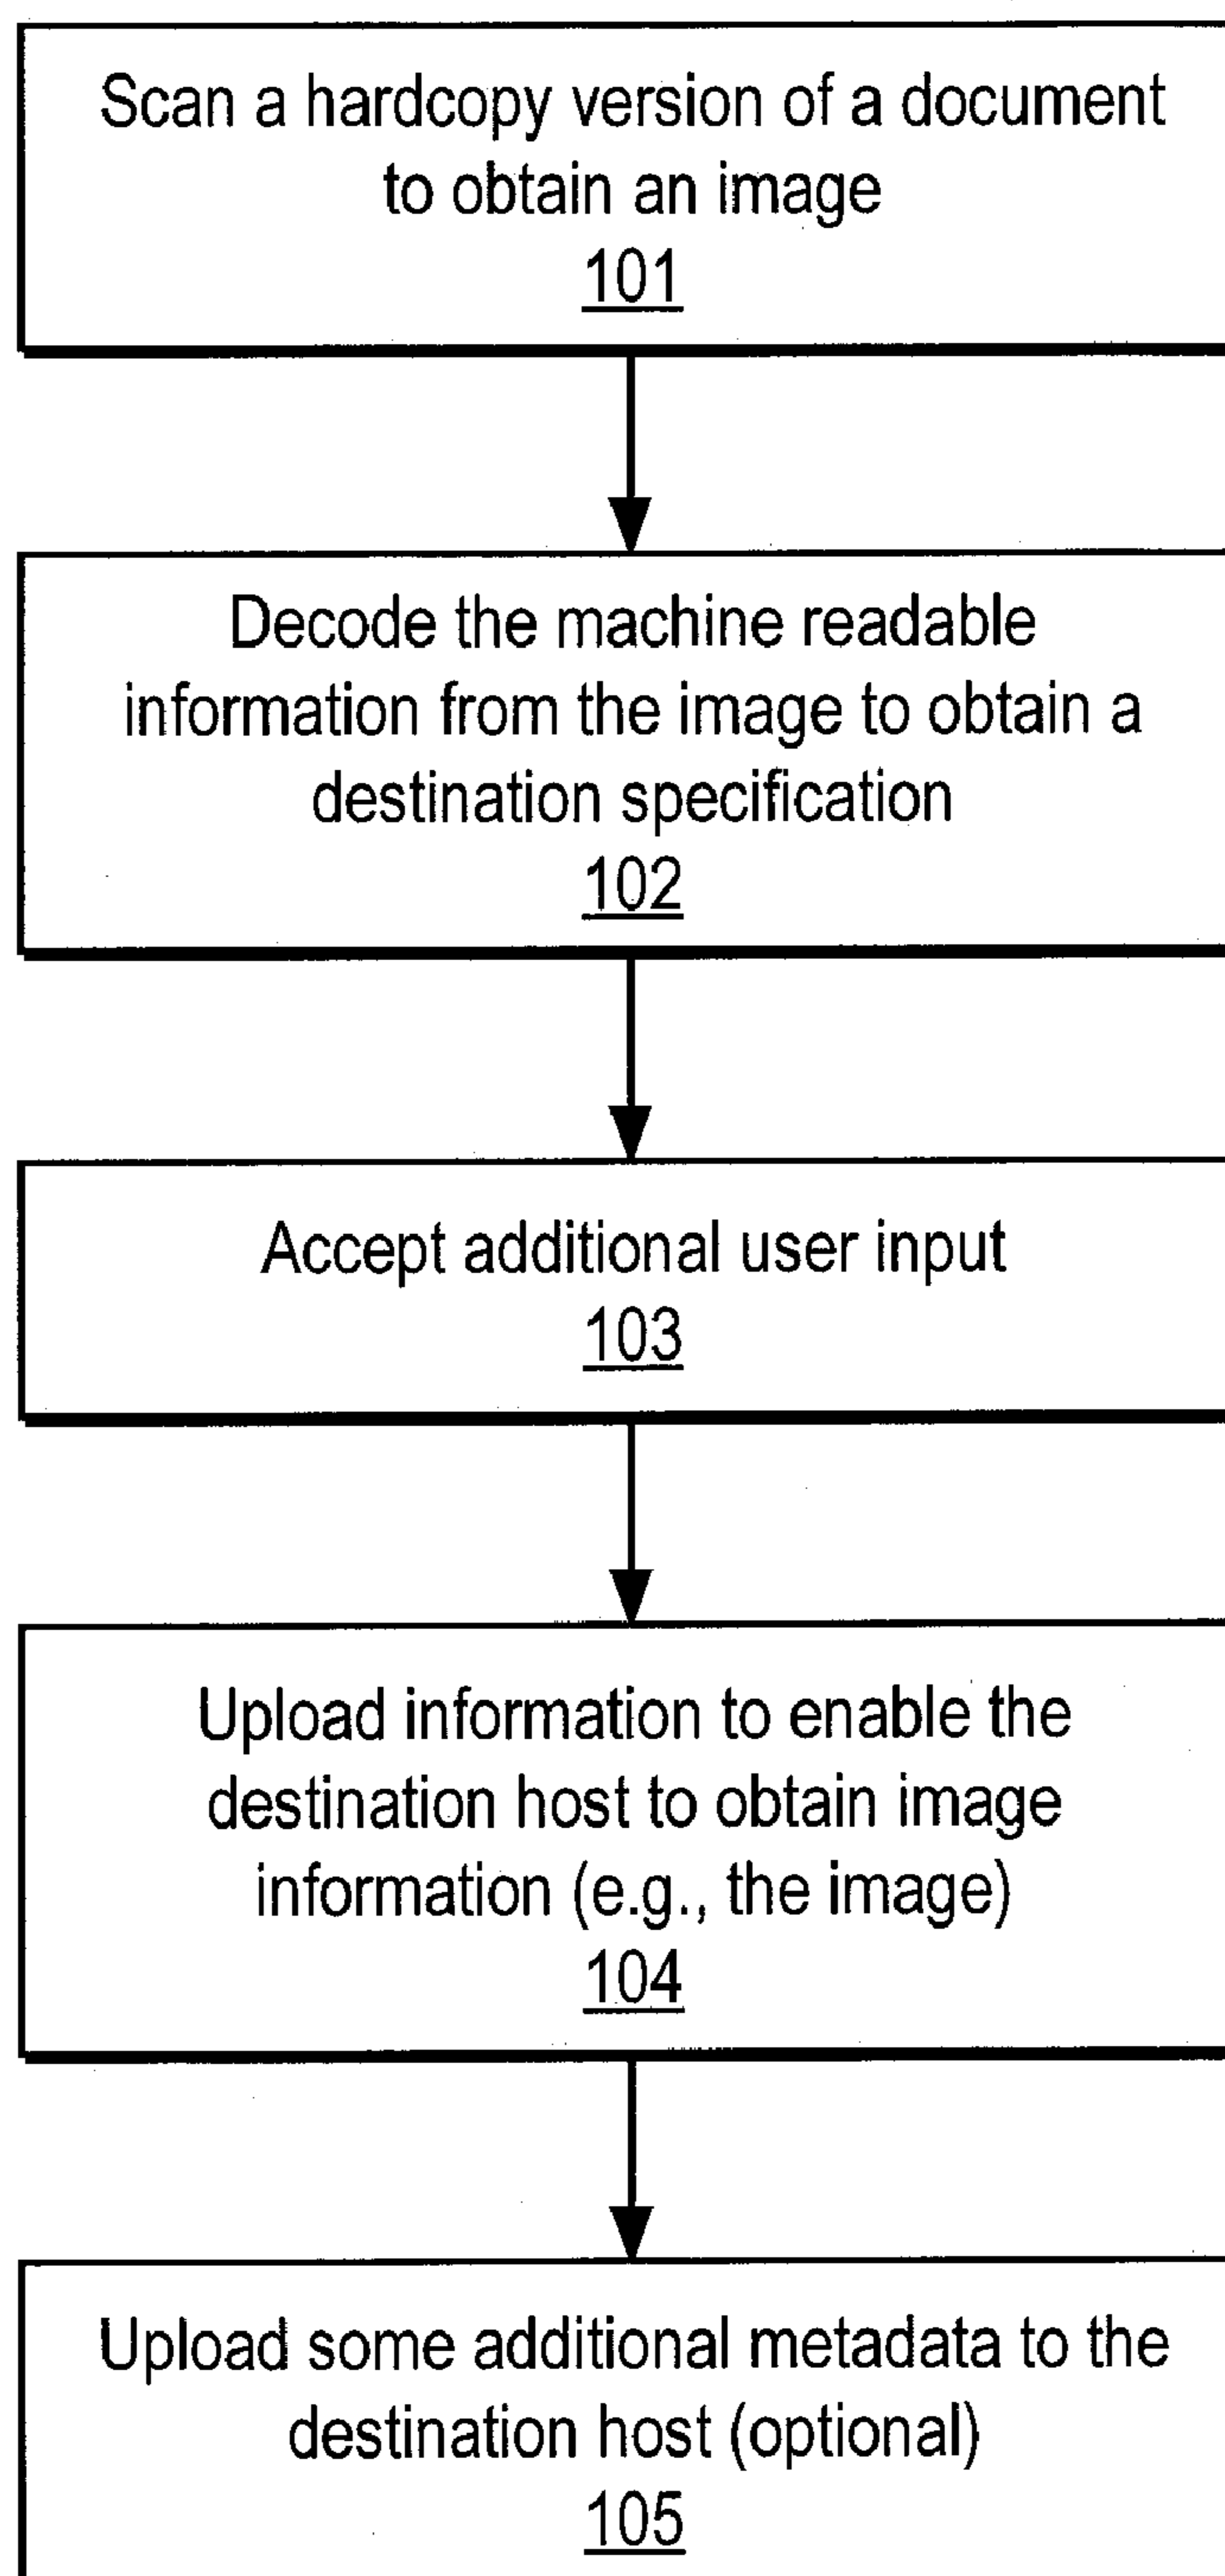 Scan a hardcopy version of a document
to obtain an image
101
Decode the machine readable
information from the image to obtain a
destination specification
102
Accept additional user input
103
Upload information to enable the
destination host to obtain image
information (e.g., the image)
104
Upload some additional metadata to the
destination host (optional)
105